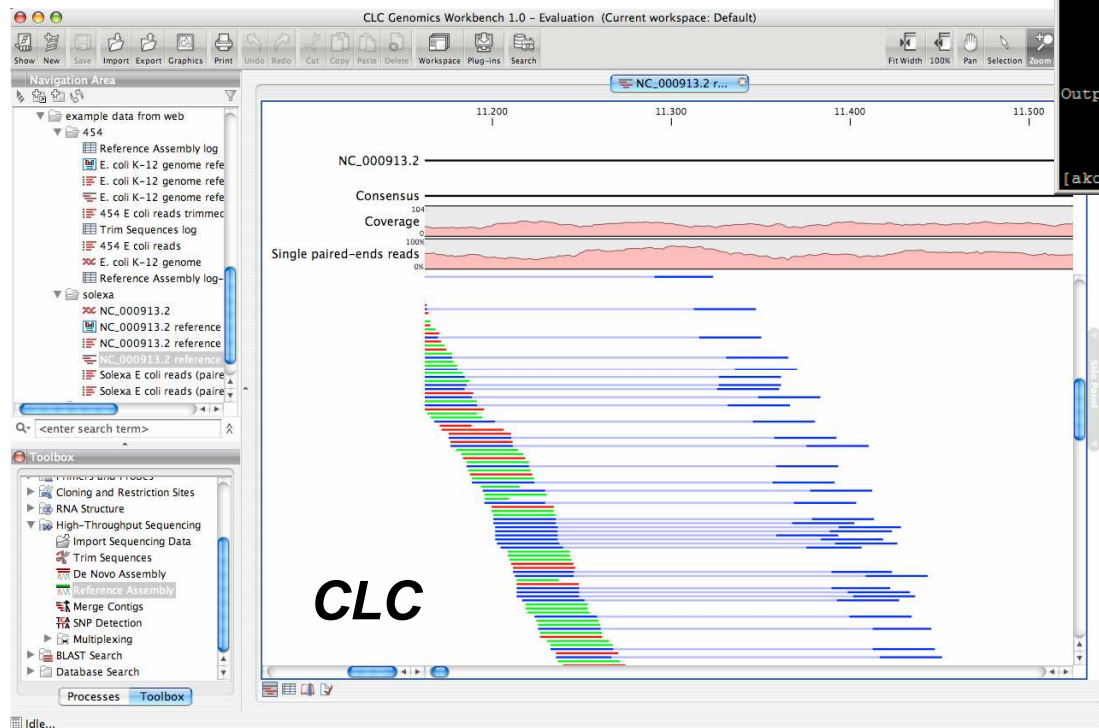 CLC Genomics Workbench 1.0 - Evaluation (Current workspace: Default)
Show New Save Import Export Graphics Print Undo Redo Cut Copy Paste Delete Workspace Plug-ins Search Fit Width 100% Pan Selection Zoom
Navigation Area
example data from web
454
Reference Assembly log
E. coli K-12 genome refe
E. coli K-12 genome refe
E. coli K-12 genome refe
454 E coli reads trimmed
Trim Sequences log
454 E coli reads
E. coli K-12 genome
Reference Assembly log-
solexa
NC_000913.2
NC_000913.2 reference
NC_000913.2 reference
NC_000913.2 reference
Solexa E coli reads (paire
Solexa E coli reads (paire
<enter search term>
Toolbox
Primers and Probes
Cloning and Restriction Sites
RNA Structure
High-Throughput Sequencing
Import Sequencing Data
Trim Sequences
De Novo Assembly
Reference Assembly
Merge Contigs
SNP Detection
Multiplexing
BLAST Search
Database Search
Processes Toolbox
Idle...
NC_000913.2 r...
11.200 11.300 11.400 11.500
NC_000913.2
Consensus
104
Coverage
0
100%
Single paired-ends reads
0%
CLC
Side Panel
Outp
[ako